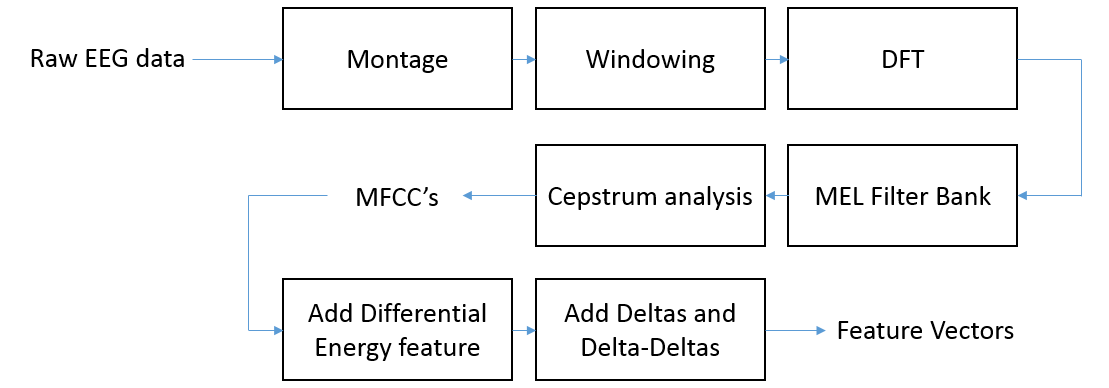 Raw EEG data
Montage
Windowing
DFT
MFCC's
Cepstrum analysis
MEL Filter Bank
Add Differential
Energy feature
Add Deltas and
Delta-Deltas
Feature Vectors